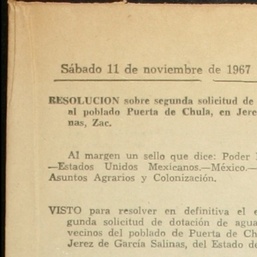 Sábado 11 de noviembre de 1967
RESOLUCION sobre segunda solicitud de
al poblado Puerta de Chula, en Jere
nas, Zac.
Al margen un sello que dice: Poder
—Estados Unidos Mexicanos.—México.—
Asuntos Agrarios y Colonización.
VISTO para resolver en definitiva el e
gunda solicitud de dotación de agua
vecinos del poblado de Puerta de Ch
Jerez de García Salinas, del Estado de